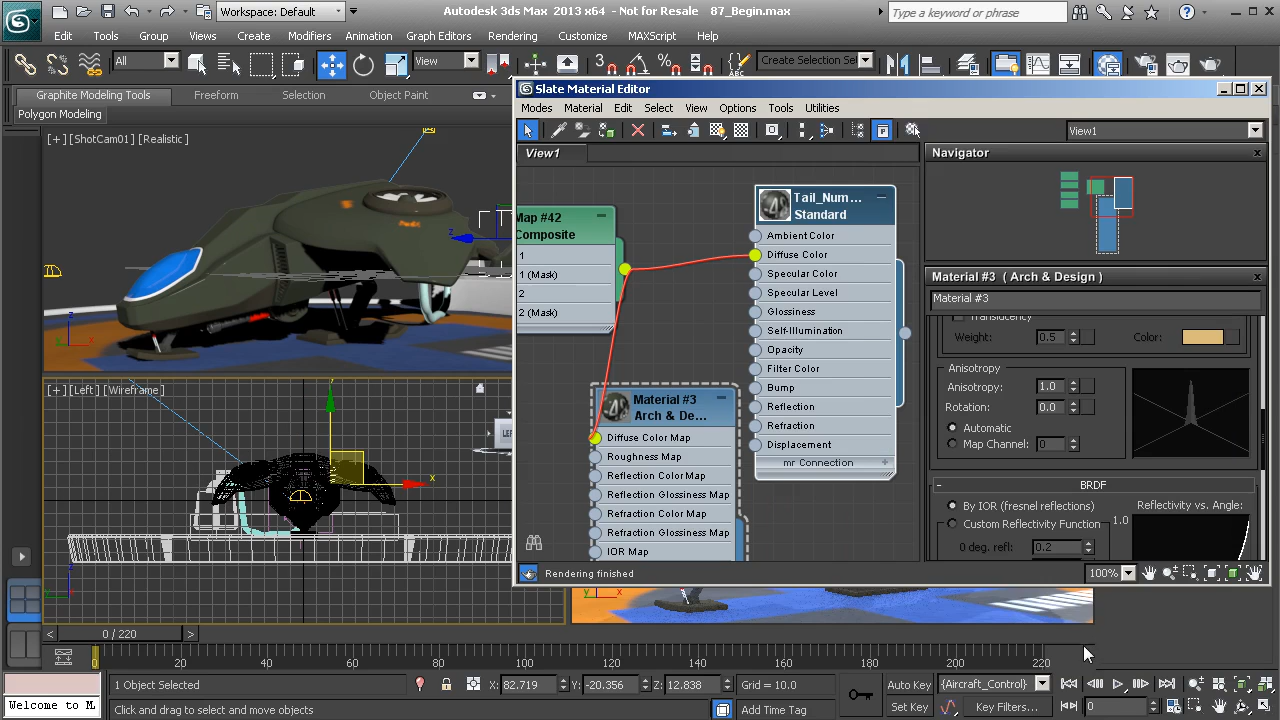 Workspace: Default
Autodesk 3ds Max 2013 x64 - Not for Resale 87_Begin.max
Type a keyword or phrase
Edit Tools Group Views Create Modifiers Animation Graph Editors Rendering Customize MAXScript Help
All
View
3
Create Selection Se
Graphite Modeling Tools Freeform Selection Object Paint
Polygon Modeling
[+] [ShotCam01] [Realistic]
z
z
x
y
[+] [Left] [Wireframe]
x
z
y
Slate Material Editor
Modes Material Edit Select View Options Tools Utilities
View1
View1
Map #42
Composite
1
1 (Mask)
2
2 (Mask)
Tail_Num...
Standard
Ambient Color
Diffuse Color
Specular Color
Specular Level
Glossiness
Self-Illumination
Opacity
Filter Color
Bump
Reflection
Refraction
Displacement
mr Connection
Material #3
Arch & De...
Diffuse Color Map
Roughness Map
Reflection Color Map
Reflection Glossiness Map
Refraction Color Map
Refraction Glossiness Map
IOR Map
Navigator
Material #3 ( Arch & Design )
Material #3
Translucency
Weight: 0.5 Color:
Anisotropy
Anisotropy: 1.0
Rotation: 0.0
Automatic
Map Channel: 0
BRDF
By IOR (fresnel reflections) Reflectivity vs. Angle:
Custom Reflectivity Function 1.0
0 deg. refl: 0.2
Rendering finished
100%
0 / 220
0 20 40 60 80 100 120 140 160 180 200 220
1 Object Selected
X: 82.719 Y: -20.356 Z: 12.838 Grid = 10.0
Auto Key {Aircraft_Control}
Welcome to M
Click and drag to select and move objects
Add Time Tag
Set Key Key Filters... 0